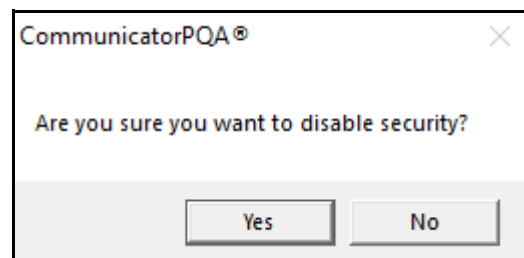 CommunicatorPQA®
Are you sure you want to disable security?
Yes No